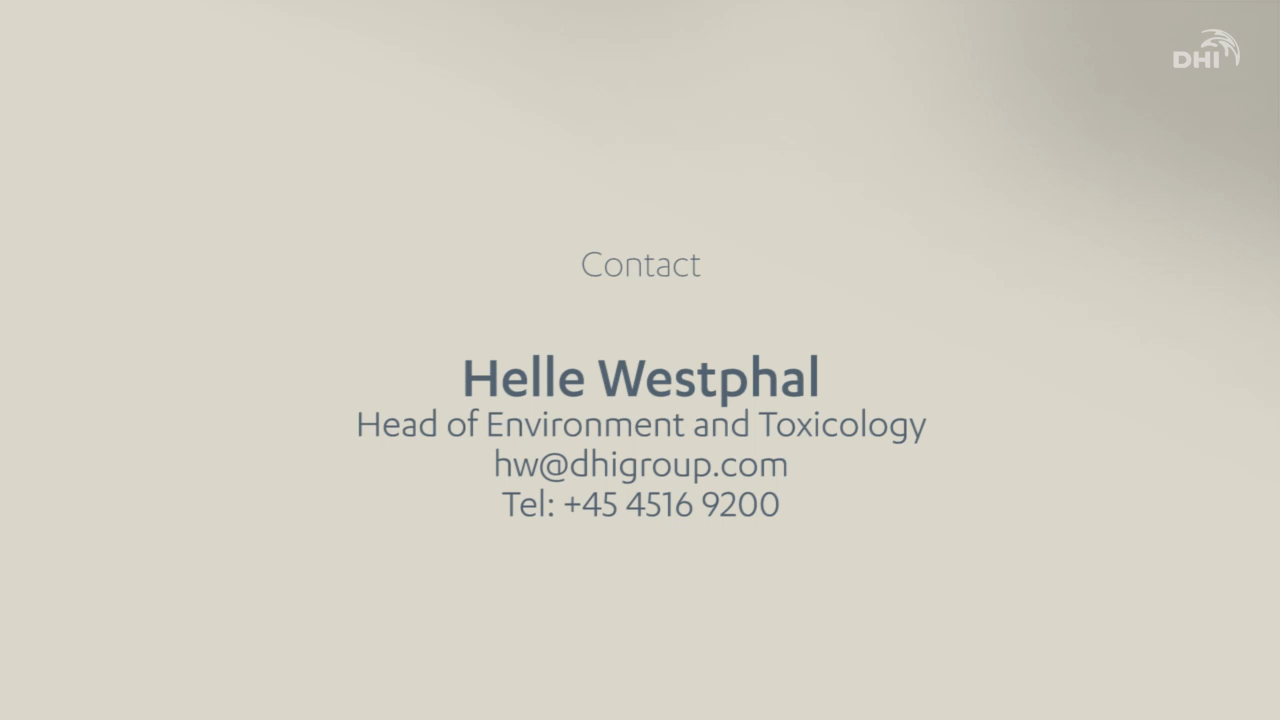 DHI
Contact
Helle Westphal
Head of Environment and Toxicology
hw@dhigroup.com
Tel: +45 4516 9200